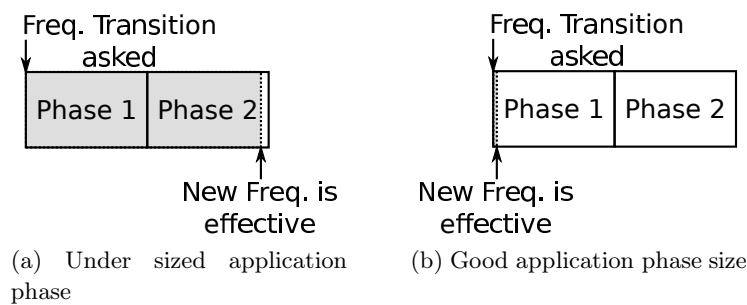 Freq. Transition
asked
Phase 1
Phase 2
New Freq. is
effective
(a) Under sized application
phase
Freq. Transition
asked
Phase 1
Phase 2
New Freq. is
effective
(b) Good application phase size